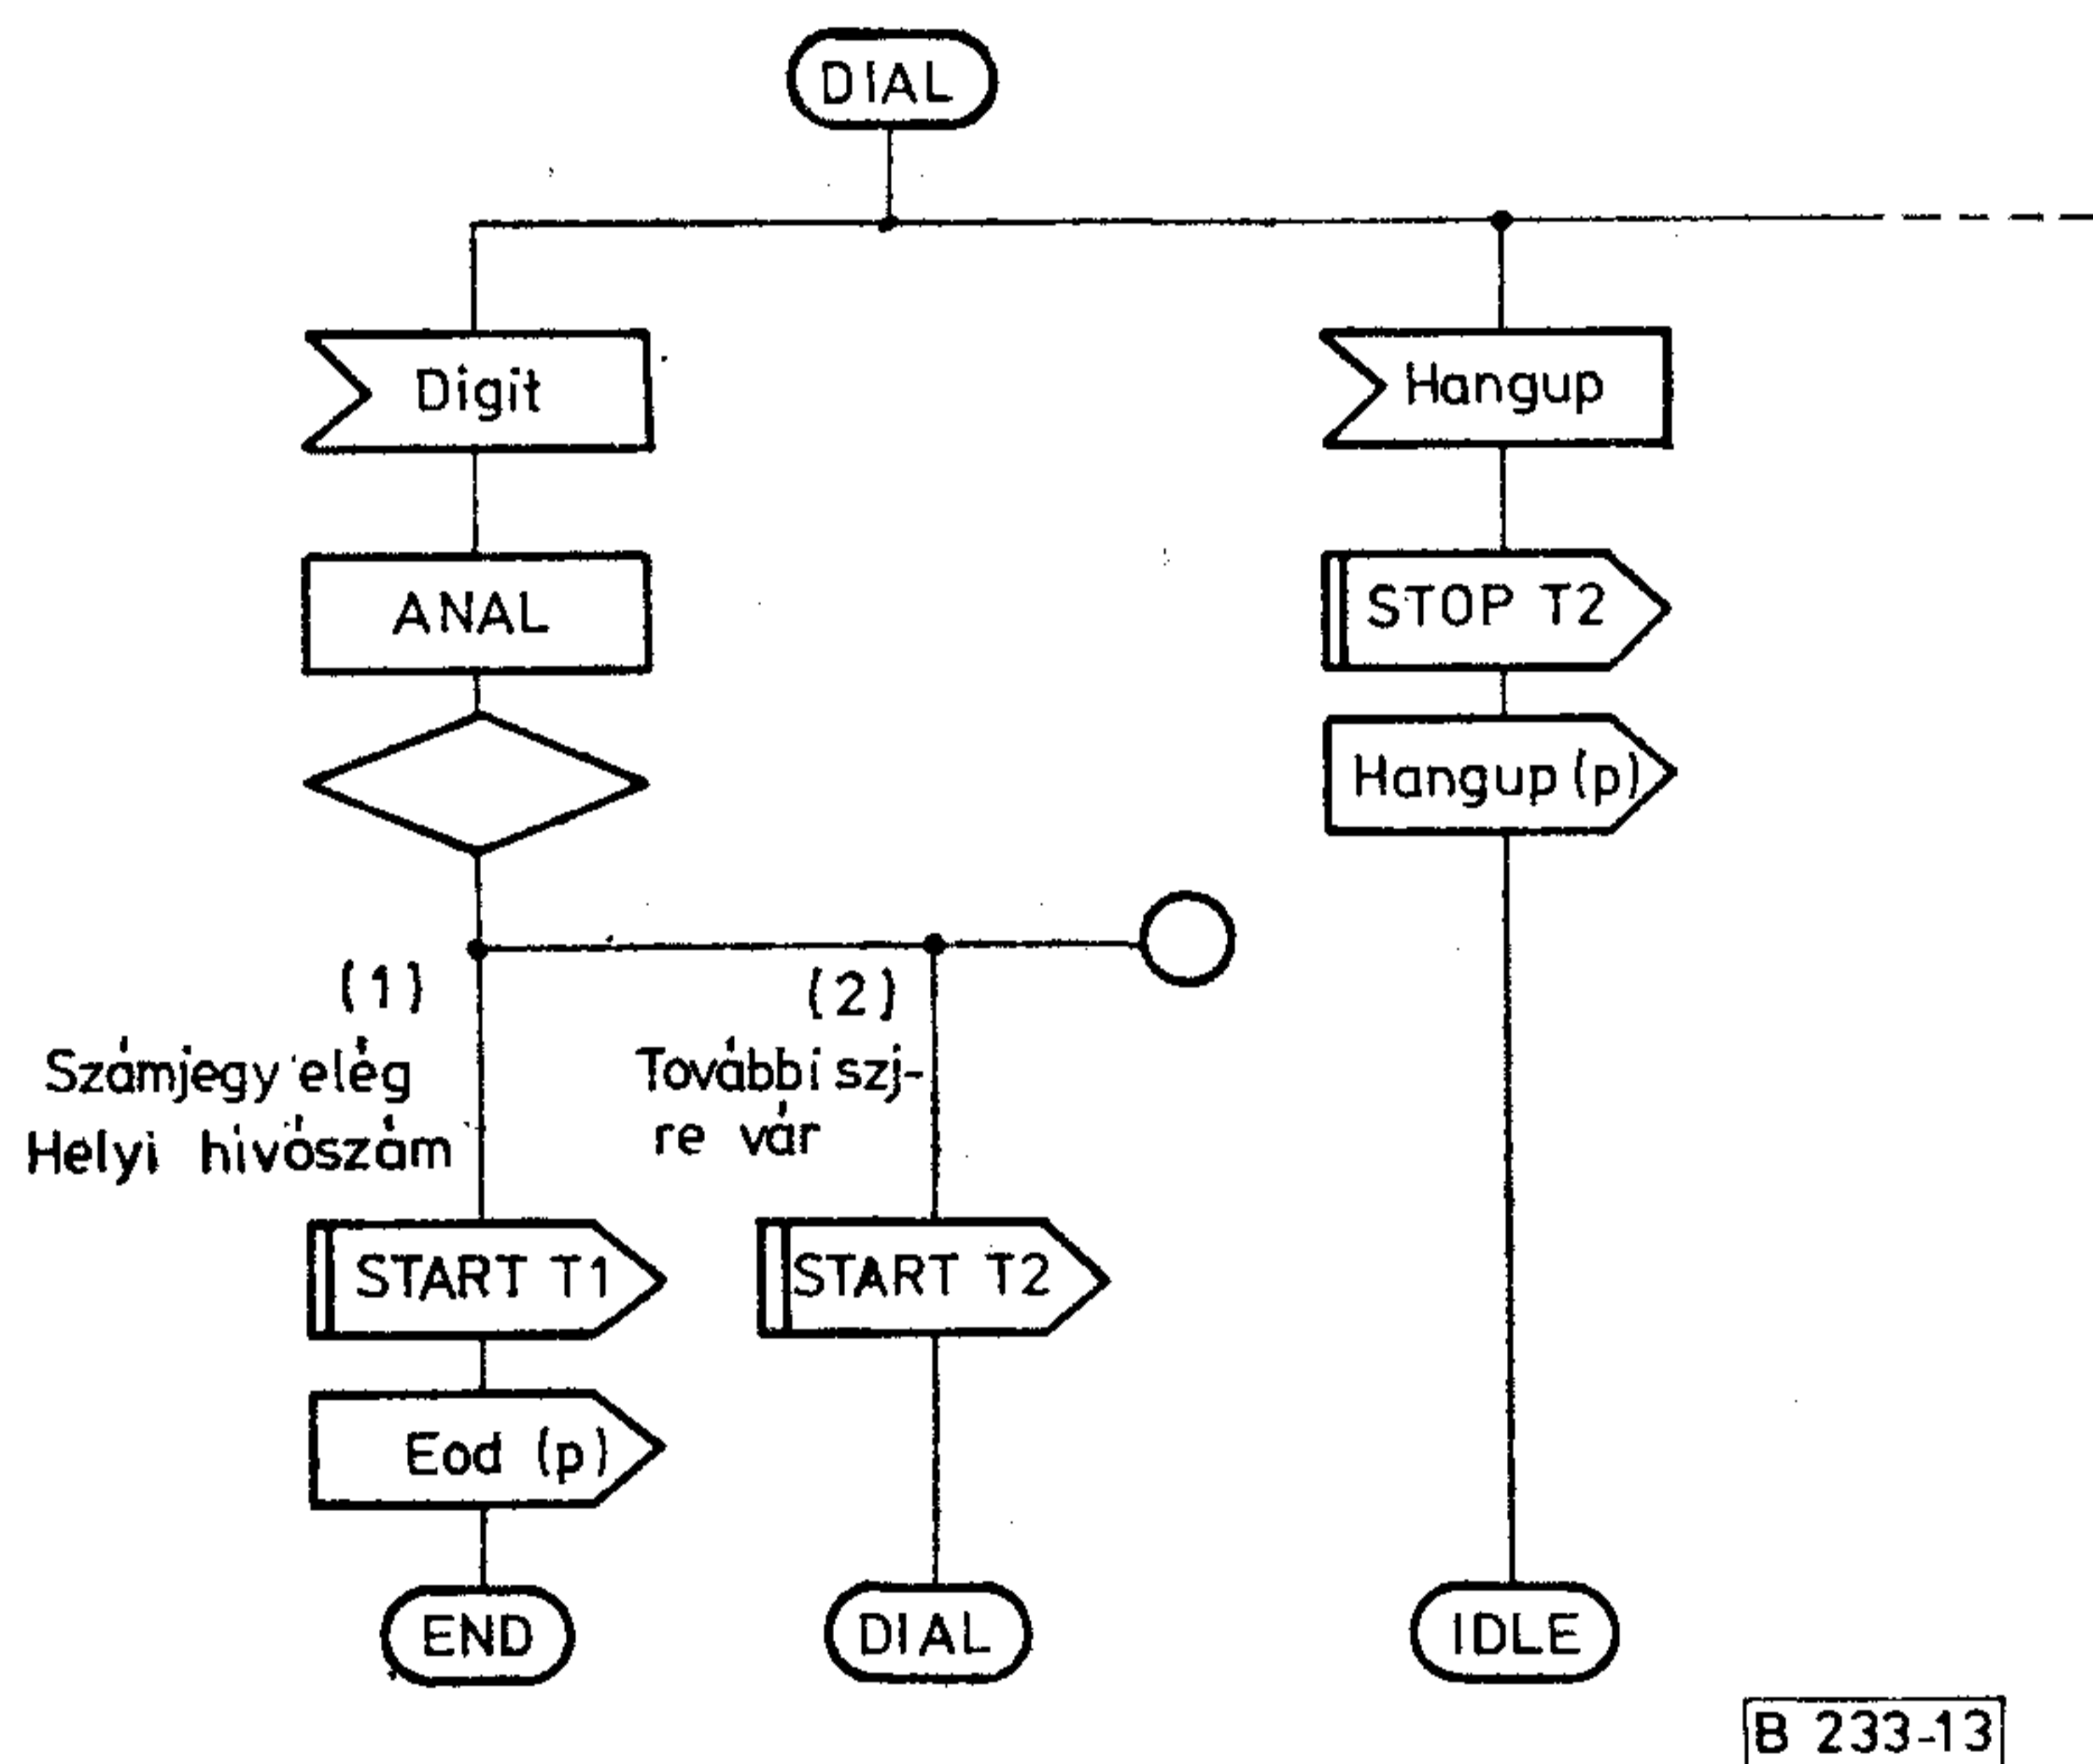 DIAL
Digit
Hangup
ANAL
STOP T2
Hangup (p)
(1)
Számjegy elég
Helyi hívószám
(2)
További szj-
re vár
START T1
START T2
Eod (p)
END
DIAL
IDLE
B 233-13